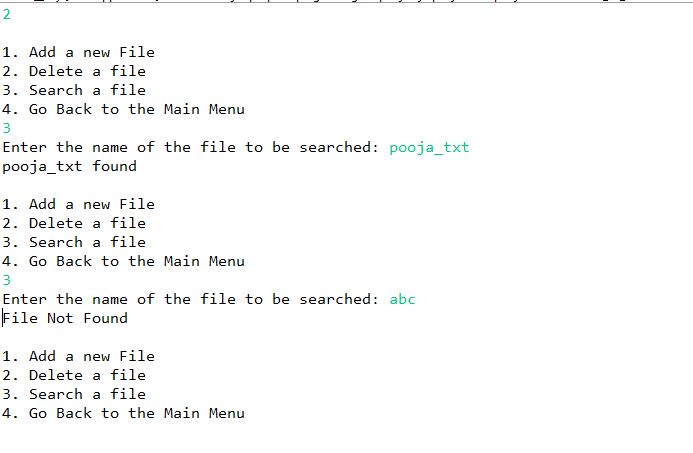 2
1. Add a new File
2. Delete a file
3. Search a file
4. Go Back to the Main Menu
3
Enter the name of the file to be searched: pooja_txt
pooja_txt found
1. Add a new File
2. Delete a file
3. Search a file
4. Go Back to the Main Menu
3
Enter the name of the file to be searched: abc
File Not Found
1. Add a new File
2. Delete a file
3. Search a file
4. Go Back to the Main Menu